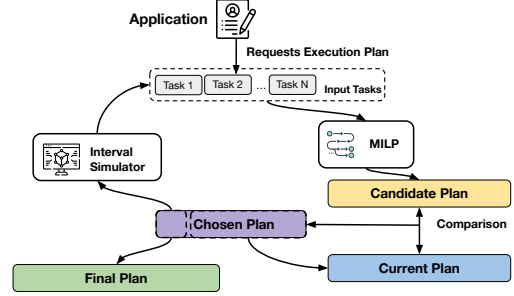 Application
Requests Execution Plan
Task 1 Task 2 ... Task N Input Tasks
Interval
Simulator
MILP
Candidate Plan
Chosen Plan
Comparison
Final Plan
Current Plan